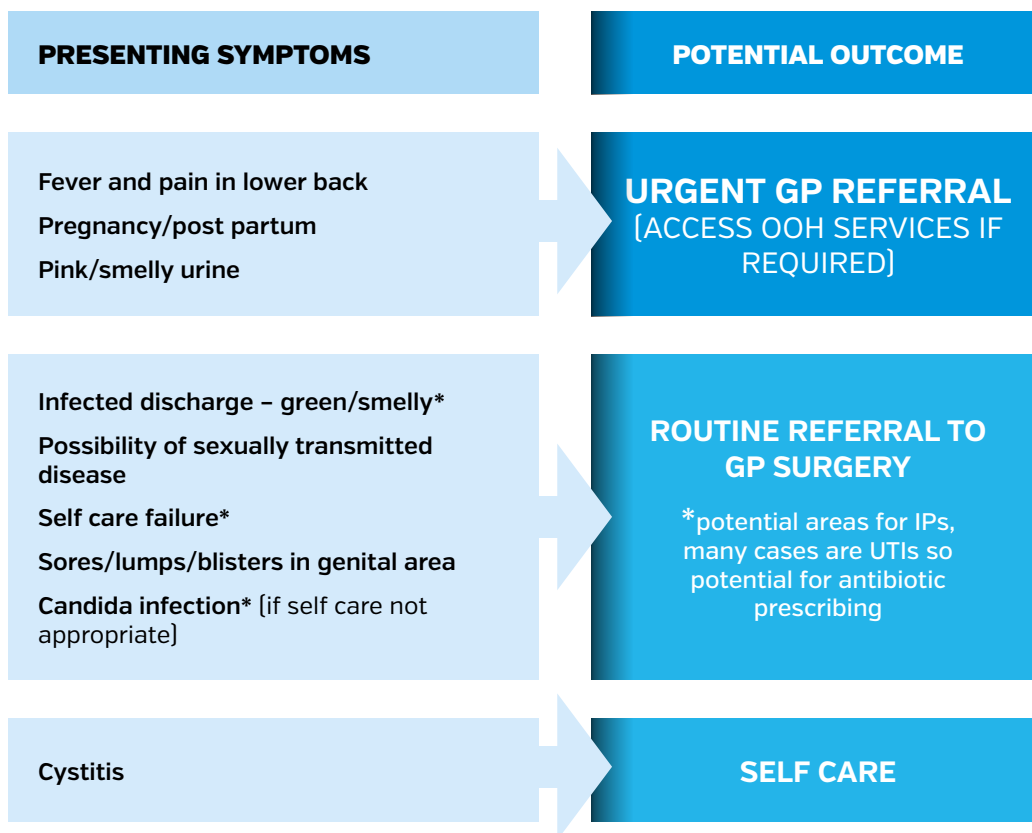 PRESENTING SYMPTOMS
POTENTIAL OUTCOME
Fever and pain in lower back
Pregnancy/post partum
Pink/smelly urine
URGENT GP REFERRAL
(ACCESS OOH SERVICES IF
REQUIRED)
Infected discharge – green/smelly*
Possibility of sexually transmitted
disease
Self care failure*
Sores/lumps/blisters in genital area
Candida infection* (if self care not
appropriate)
ROUTINE REFERRAL TO
GP SURGERY
*potential areas for IPs,
many cases are UTIs so
potential for antibiotic
prescribing
Cystitis
SELF CARE